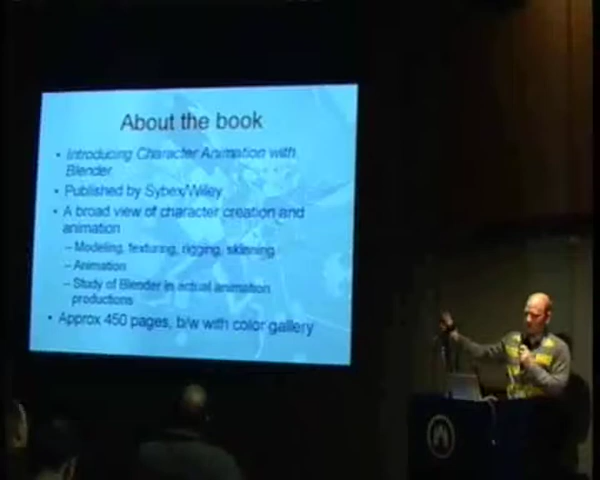 About the book
• Introducing Character Animation with
Blender
• Published by Sybex/Wiley
• A broad view of character creation and
animation
– Modeling, texturing, rigging, skinning
– Animation
– Study of Blender in actual animation
productions
• Approx 450 pages, b/w with color gallery